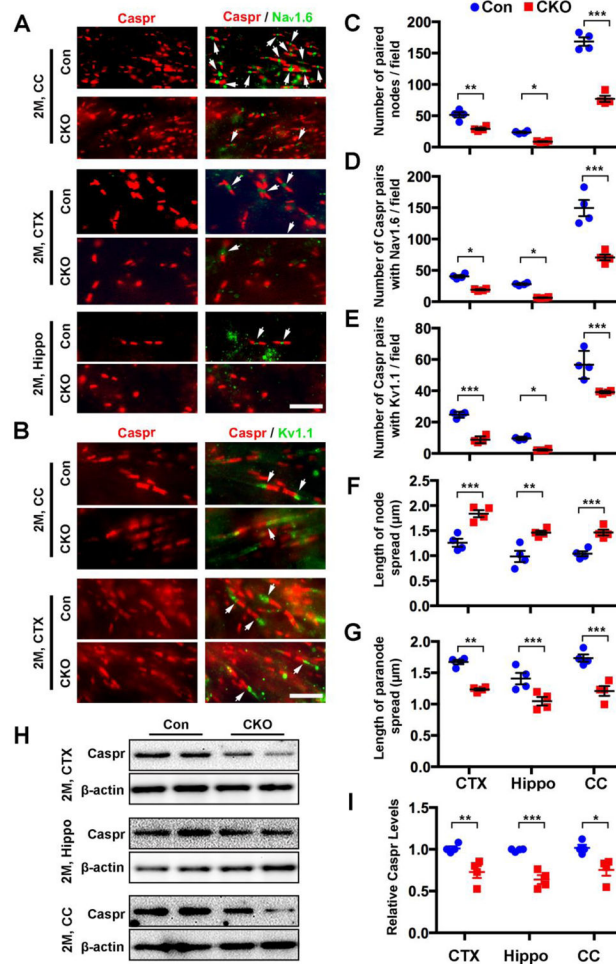 A
Caspr
Caspr / Nav1.6
2M, CC
Con
CKO
2M, CTX
Con
CKO
2M, Hippo
Con
CKO
B
Caspr
Caspr / Kv1.1
2M, CC
Con
CKO
2M, CTX
Con
CKO
H
Con
CKO
2M, CTX
Caspr
β-actin
2M, Hippo
Caspr
β-actin
2M, CC
Caspr
β-actin
Con
CKO
C
Number of paired
nodes / field
200
150
100
50
0
**
*
***
D
Number of Caspr pairs
with Nav1.6 / field
200
150
100
50
0
*
*
***
E
Number of Caspr pairs
with Kv1.1 / field
80
60
40
20
0
***
*
***
F
Length of node
spread (μm)
2.5
2.0
1.5
1.0
0.5
0
***
**
***
G
Length of paranode
spread (μm)
2.0
1.5
1.0
0.5
0
**
***
***
CTX
Hippo
CC
I
Relative Caspr Levels
1.5
1.0
0.5
0
**
***
*
CTX
Hippo
CC